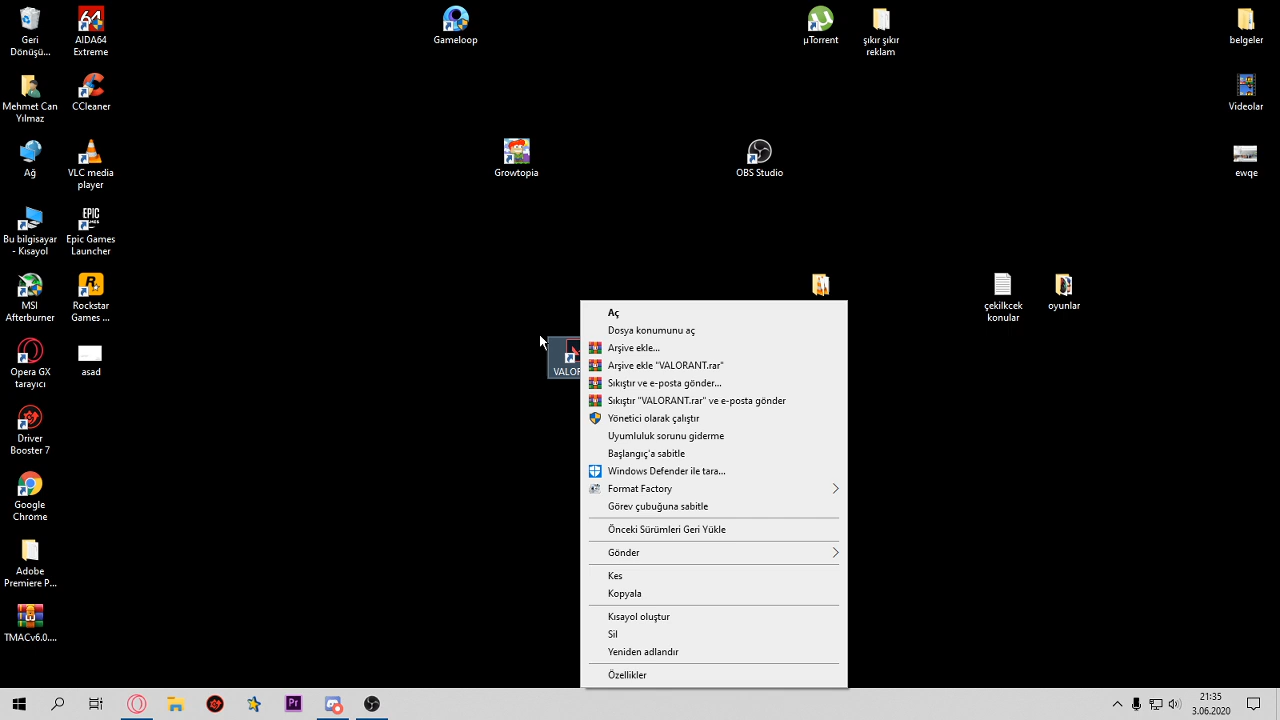 Geri
Dönüşü...
AIDA64
Extreme
Gameloop
µTorrent
şıkır şıkır
reklam
belgeler
Mehmet Can
Yılmaz
CCleaner
Videolar
Ağ
VLC media
player
Growtopia
OBS Studio
ewqe
Bu bilgisayar
- Kısayol
EPIC
GAMES
Epic Games
Launcher
MSI
Afterburner
Rockstar
Games ...
çekilkcek
konular
oyunlar
Opera GX
tarayıcı
asad
VALOR
Driver
Booster 7
Google
Chrome
Adobe
Premiere P...
TMACv6.0....
Aç
Dosya konumunu aç
Arşive ekle...
Arşive ekle "VALORANT.rar"
Sıkıştır ve e-posta gönder...
Sıkıştır "VALORANT.rar" ve e-posta gönder
Yönetici olarak çalıştır
Uyumluluk sorunu giderme
Başlangıç'a sabitle
Windows Defender ile tara...
Format Factory
Görev çubuğuna sabitle
Önceki Sürümleri Geri Yükle
Gönder
Kes
Kopyala
Kısayol oluştur
Sil
Yeniden adlandır
Özellikler
Pr
21:35
3.06.2020